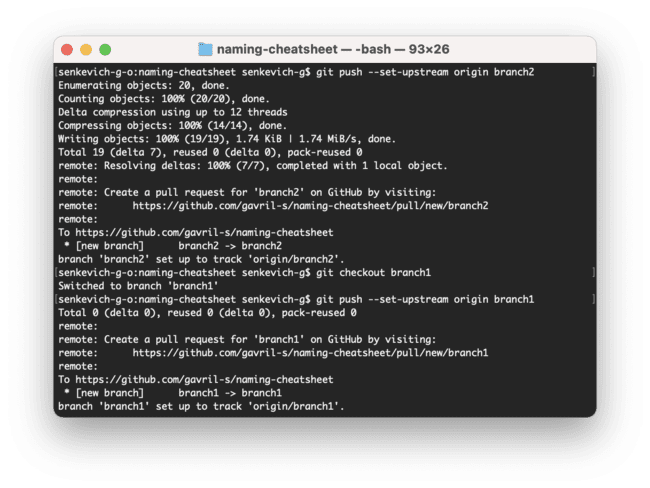 naming-cheatsheet — -bash — 93×26
[senkevich-g-o:naming-cheatsheet senkevich-g$ git push --set-upstream origin branch2 ]
Enumerating objects: 20, done.
Counting objects: 100% (20/20), done.
Delta compression using up to 12 threads
Compressing objects: 100% (14/14), done.
Writing objects: 100% (19/19), 1.74 KiB | 1.74 MiB/s, done.
Total 19 (delta 7), reused 0 (delta 0), pack-reused 0
remote: Resolving deltas: 100% (7/7), completed with 1 local object.
remote:
remote: Create a pull request for 'branch2' on GitHub by visiting:
remote:      https://github.com/gavril-s/naming-cheatsheet/pull/new/branch2
remote:
To https://github.com/gavril-s/naming-cheatsheet
 * [new branch]      branch2 -> branch2
branch 'branch2' set up to track 'origin/branch2'.
[senkevich-g-o:naming-cheatsheet senkevich-g$ git checkout branch1 ]
Switched to branch 'branch1'
[senkevich-g-o:naming-cheatsheet senkevich-g$ git push --set-upstream origin branch1 ]
Total 0 (delta 0), reused 0 (delta 0), pack-reused 0
remote:
remote: Create a pull request for 'branch1' on GitHub by visiting:
remote:      https://github.com/gavril-s/naming-cheatsheet/pull/new/branch1
remote:
To https://github.com/gavril-s/naming-cheatsheet
 * [new branch]      branch1 -> branch1
branch 'branch1' set up to track 'origin/branch1'.